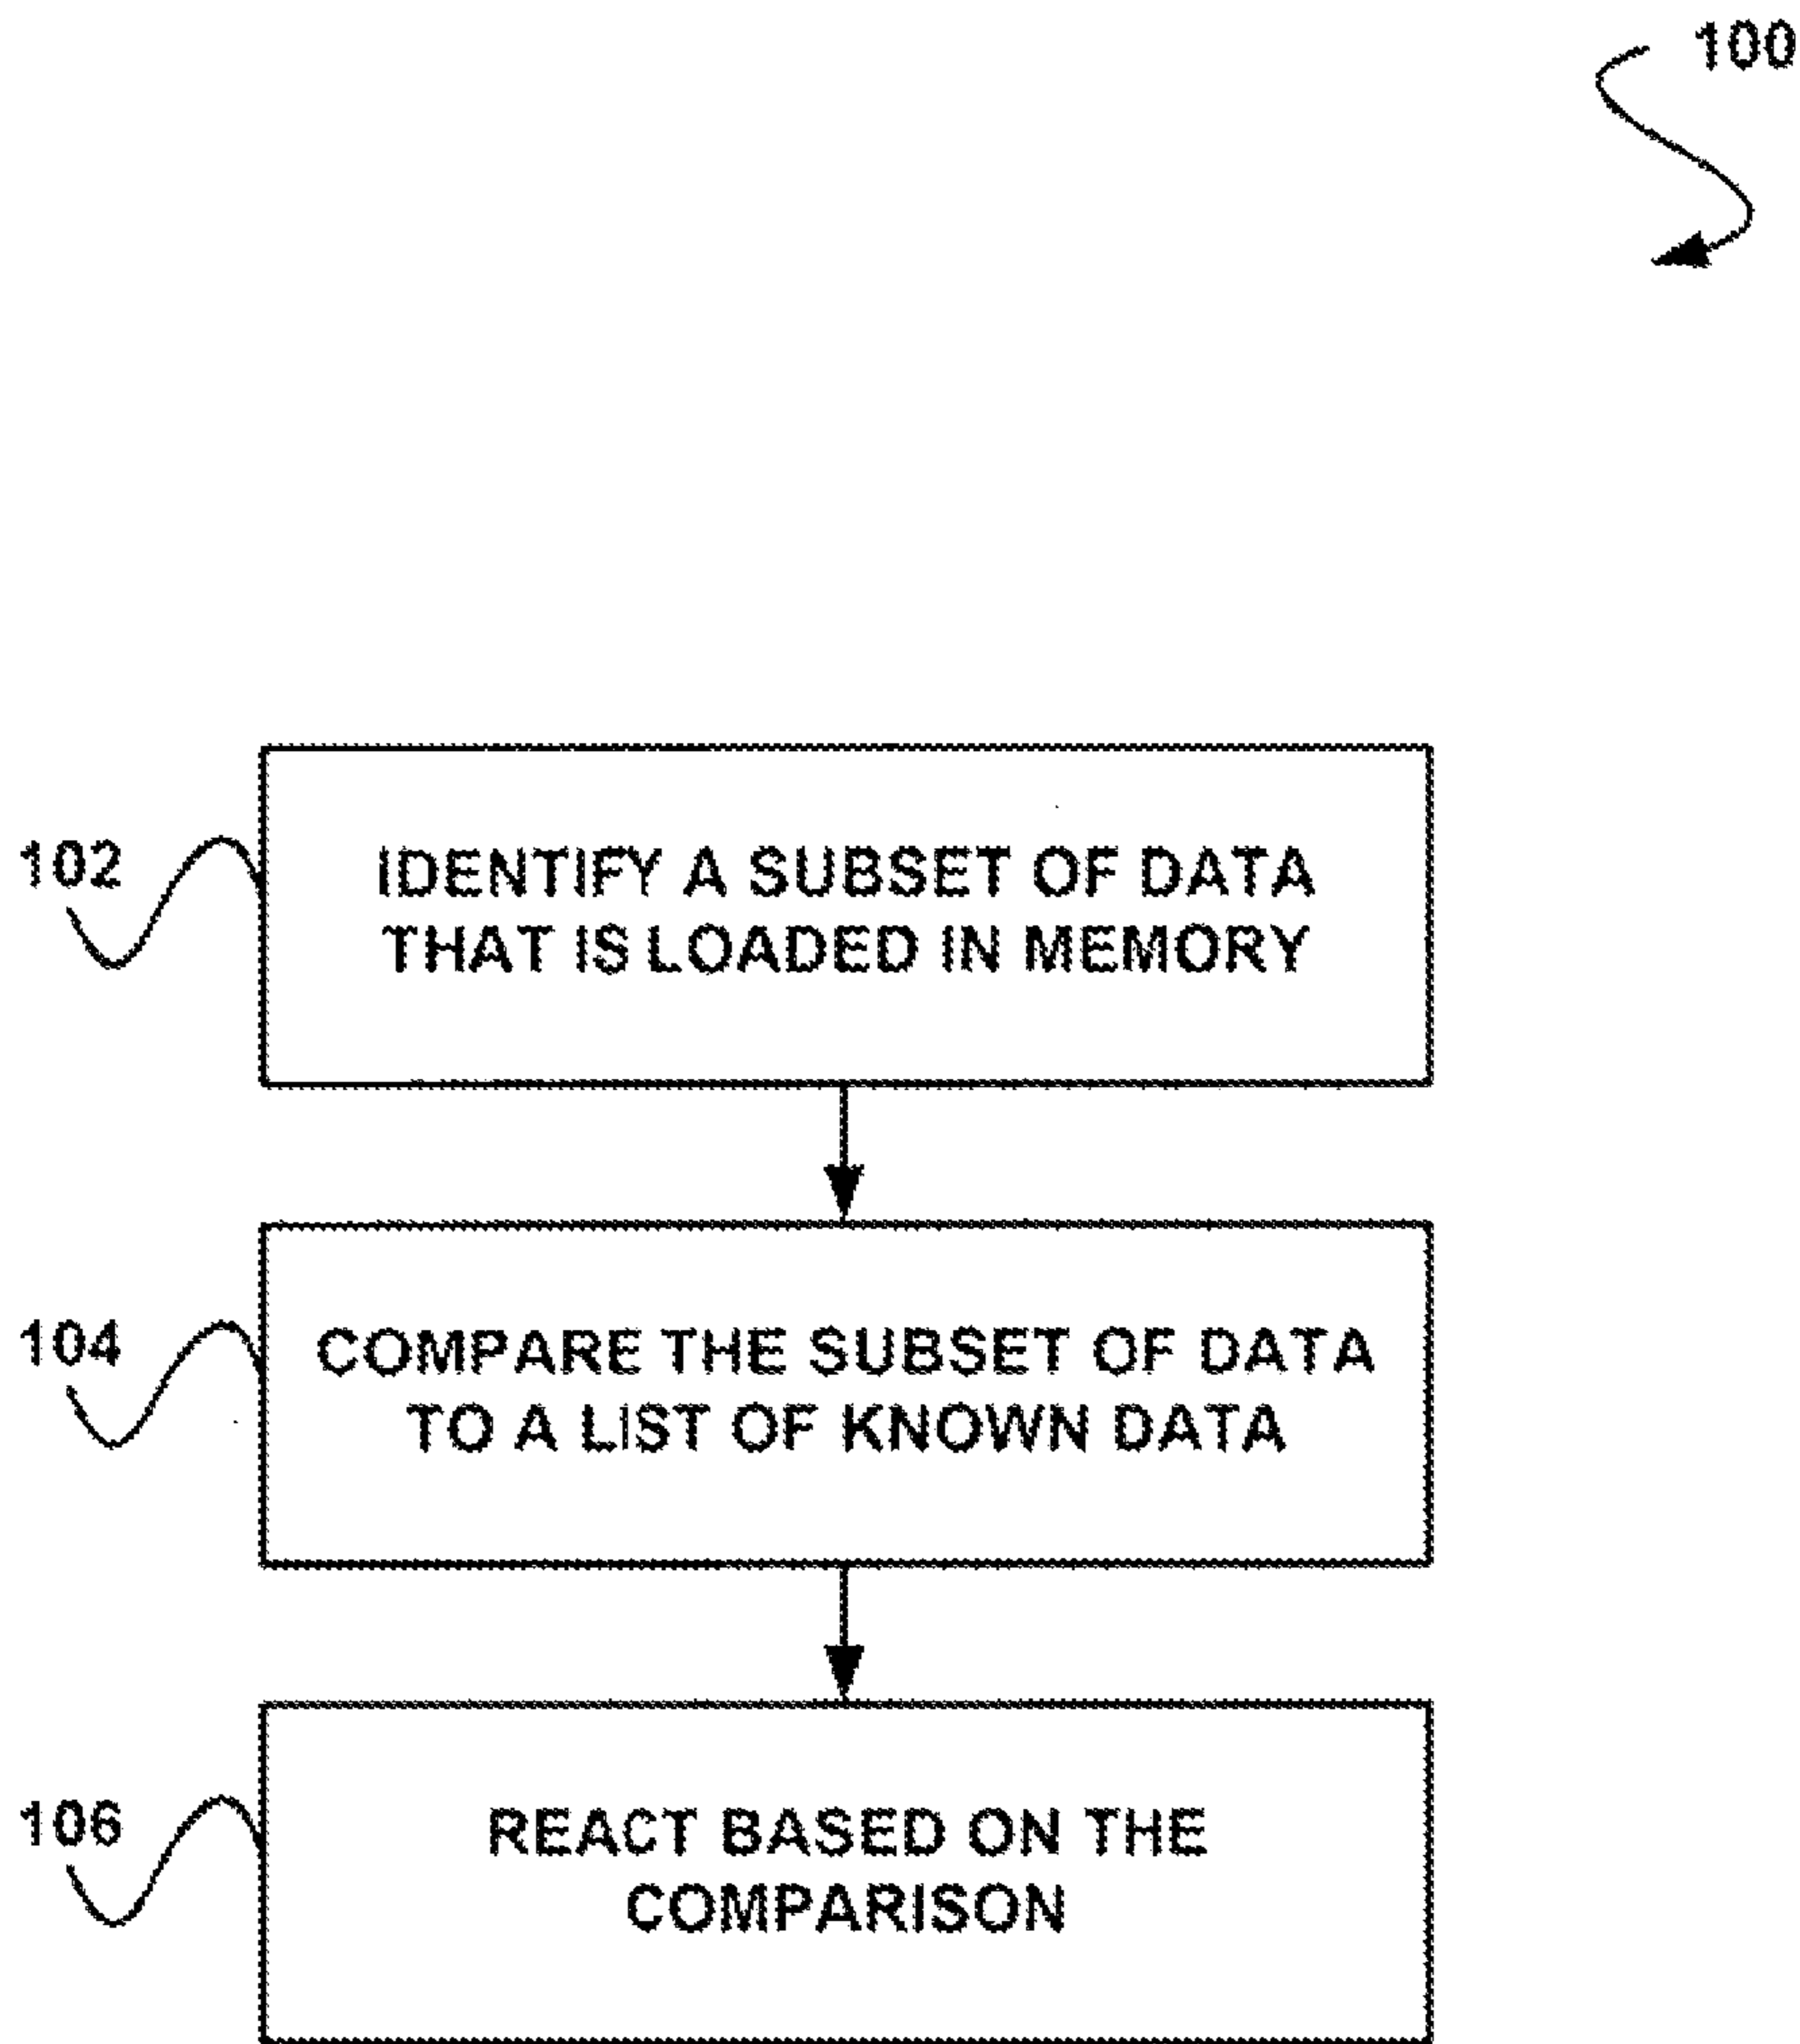 100
102
IDENTIFY A SUBSET OF DATA
THAT IS LOADED IN MEMORY
104
COMPARE THE SUBSET OF DATA
TO A LIST OF KNOWN DATA
106
REACT BASED ON THE
COMPARISON